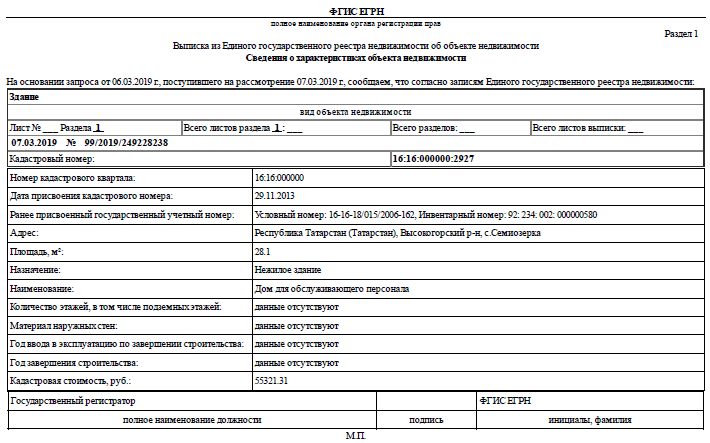 ФГИС ЕГРН
полное наименование органа регистрации прав
Раздел 1
Выписка из Единого государственного реестра недвижимости об объекте недвижимости
Сведения о характеристиках объекта недвижимости
На основании запроса от 06.03.2019 г., поступившего на рассмотрение 07.03.2019 г., сообщаем, что согласно записям Единого государственного реестра недвижимости:
Здание
вид объекта недвижимости
Лист № ___ Раздела 1 Всего листов раздела 1 : ___ Всего разделов: ___ Всего листов выписки: ___
07.03.2019 № 99/2019/249228238
Кадастровый номер: 16:16:000000:2927
Номер кадастрового квартала: 16:16:000000
Дата присвоения кадастрового номера: 29.11.2013
Ранее присвоенный государственный учетный номер: Условный номер: 16-16-18/015/2006-162, Инвентарный номер: 92: 234: 002: 000000580
Адрес: Республика Татарстан (Татарстан), Высокогорский р-н, с.Семиозерка
Площадь, м²: 28.1
Назначение: Нежилое здание
Наименование: Дом для обслуживающего персонала
Количество этажей, в том числе подземных этажей: данные отсутствуют
Материал наружных стен: данные отсутствуют
Год ввода в эксплуатацию по завершении строительства: данные отсутствуют
Год завершения строительства: данные отсутствуют
Кадастровая стоимость, руб.: 55321.31
Государственный регистратор ФГИС ЕГРН
полное наименование должности подпись инициалы, фамилия
М.П.